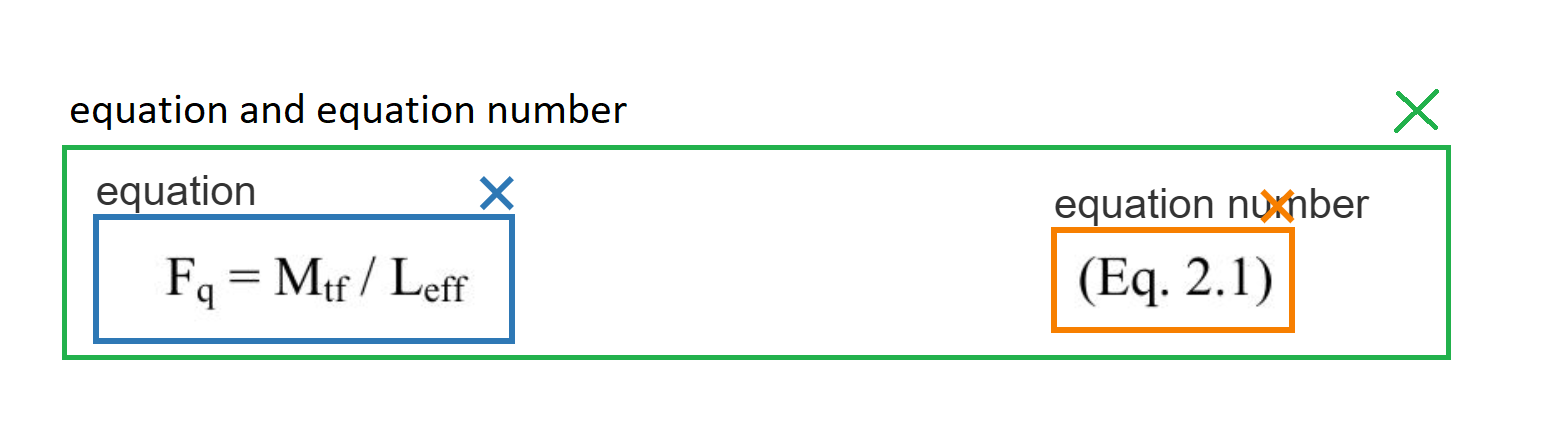 equation and equation number
equation
equation number
Fq = Mtf / Leff
(Eq. 2.1)